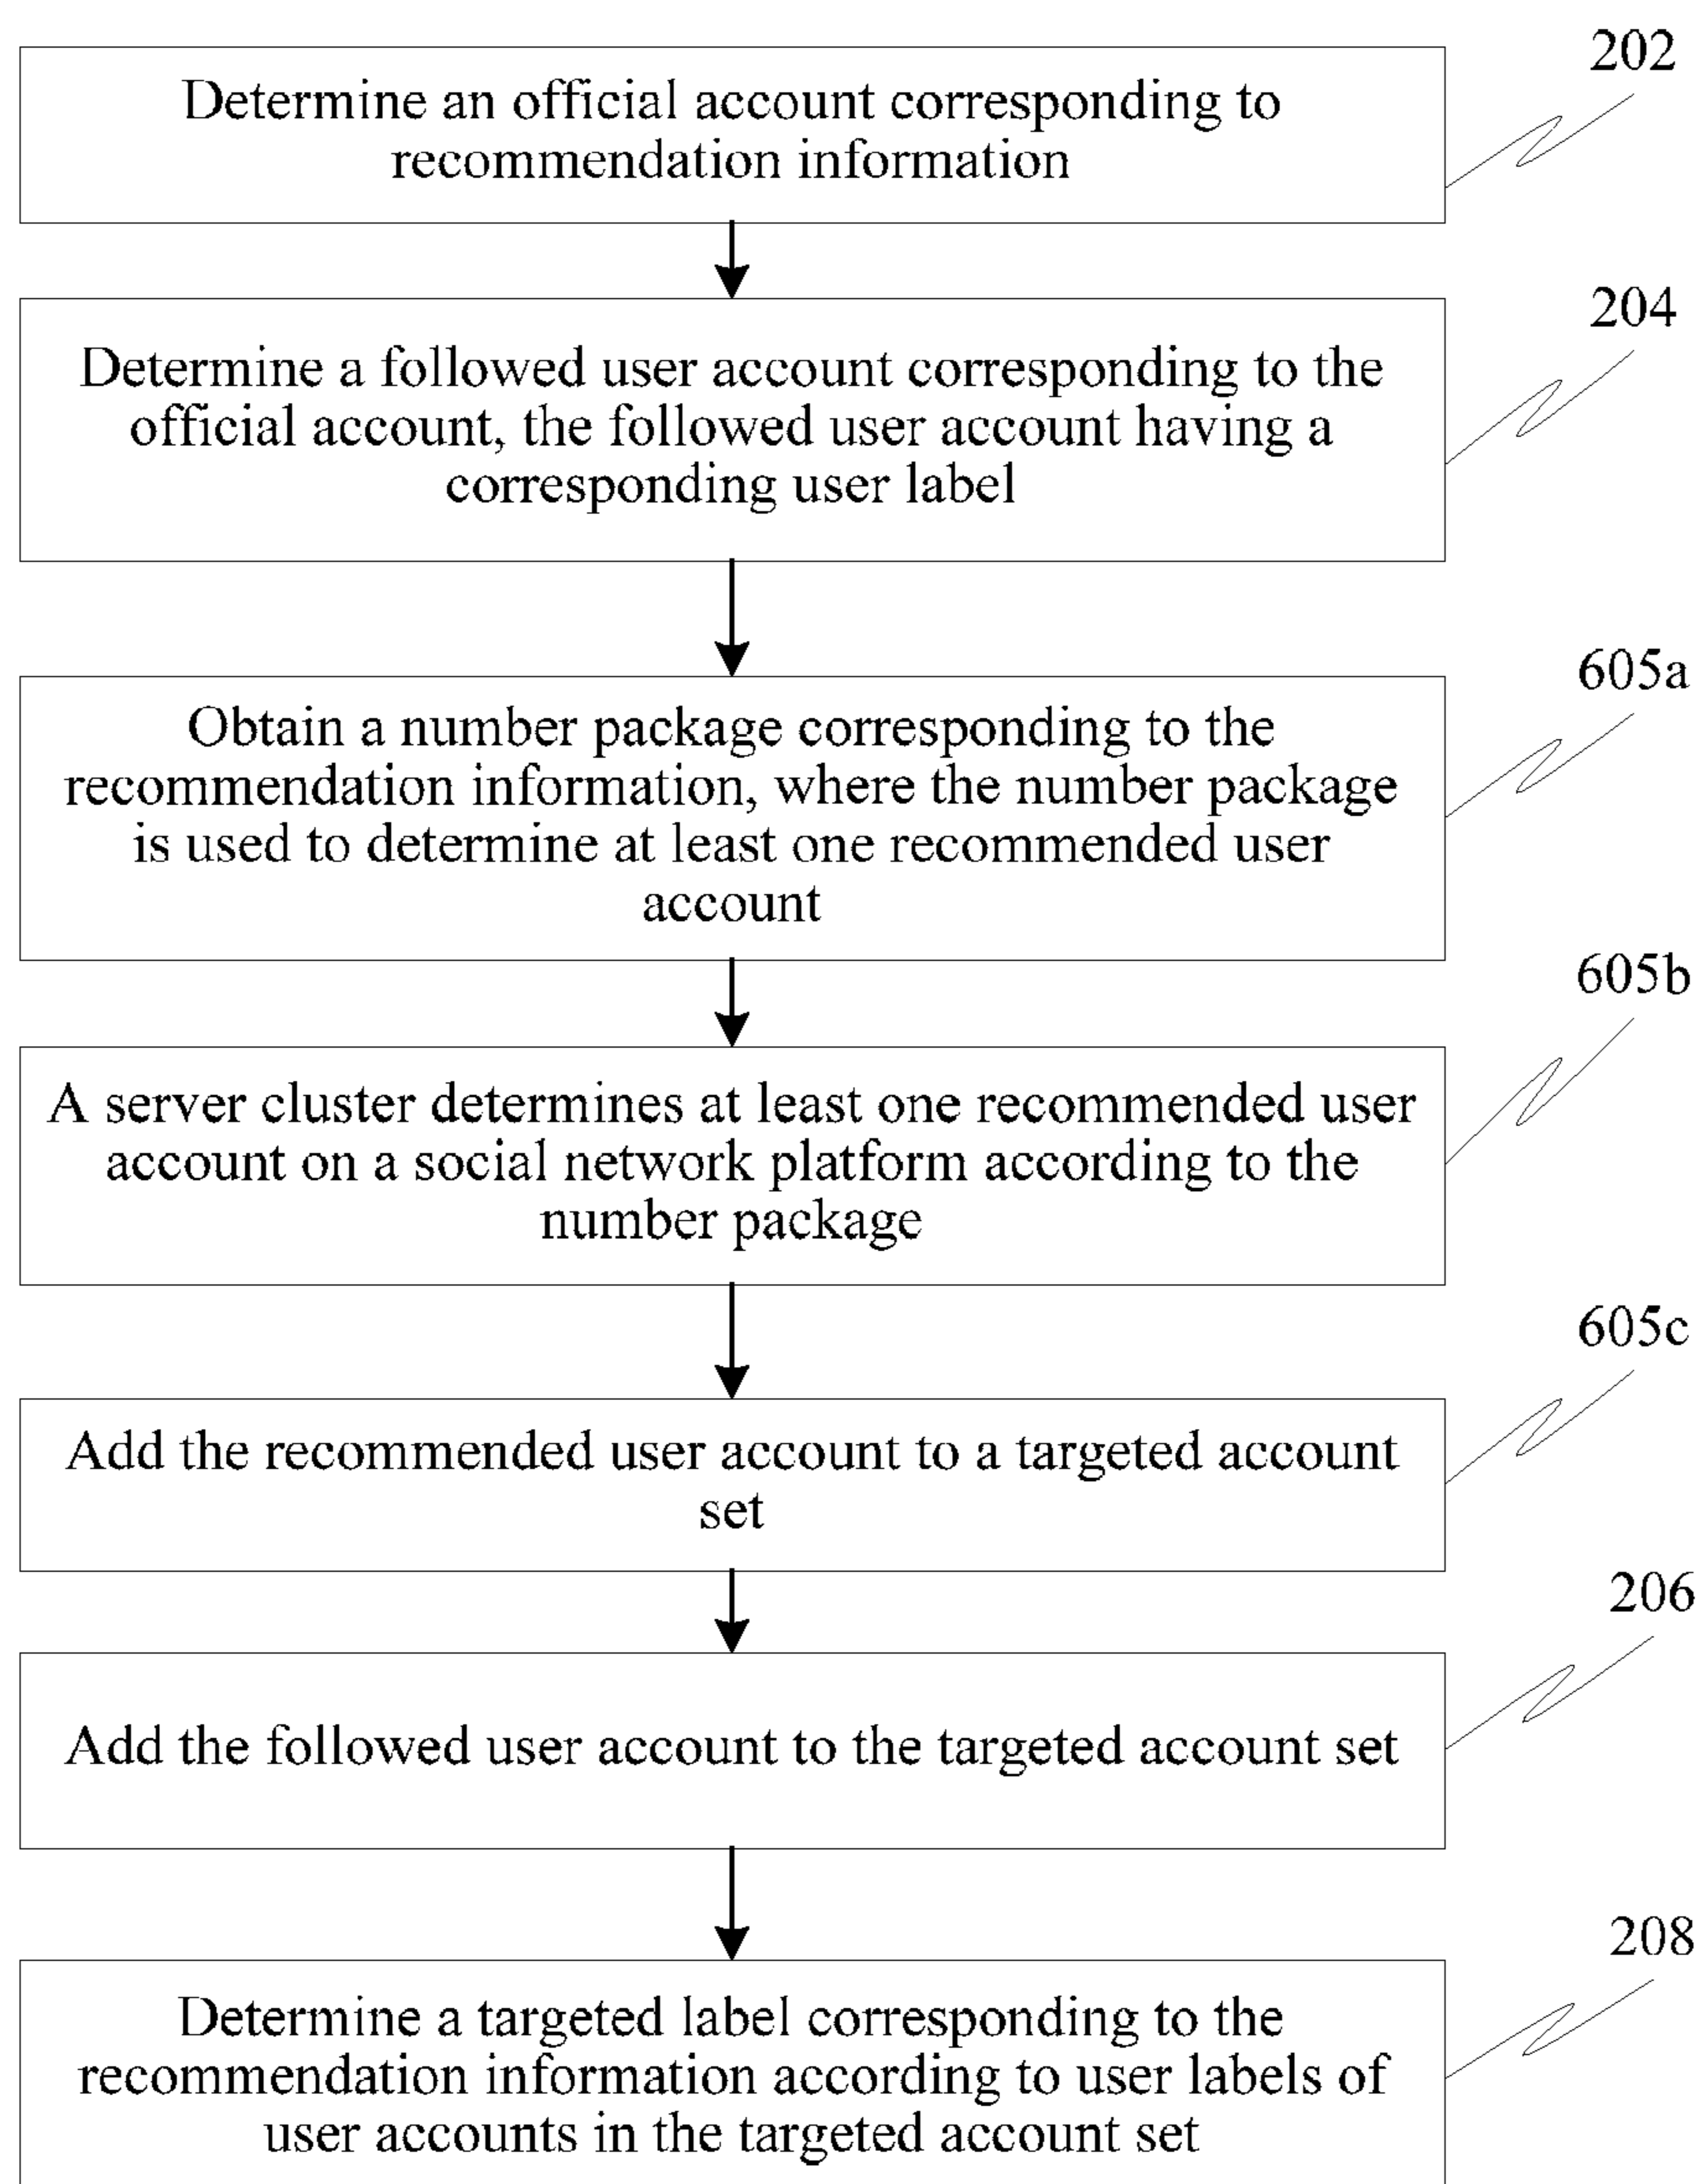 202
Determine an official account corresponding to
recommendation information
204
Determine a followed user account corresponding to the
official account, the followed user account having a
corresponding user label
605a
Obtain a number package corresponding to the
recommendation information, where the number package
is used to determine at least one recommended user
account
605b
A server cluster determines at least one recommended user
account on a social network platform according to the
number package
605c
Add the recommended user account to a targeted account
set
206
Add the followed user account to the targeted account set
208
Determine a targeted label corresponding to the
recommendation information according to user labels of
user accounts in the targeted account set